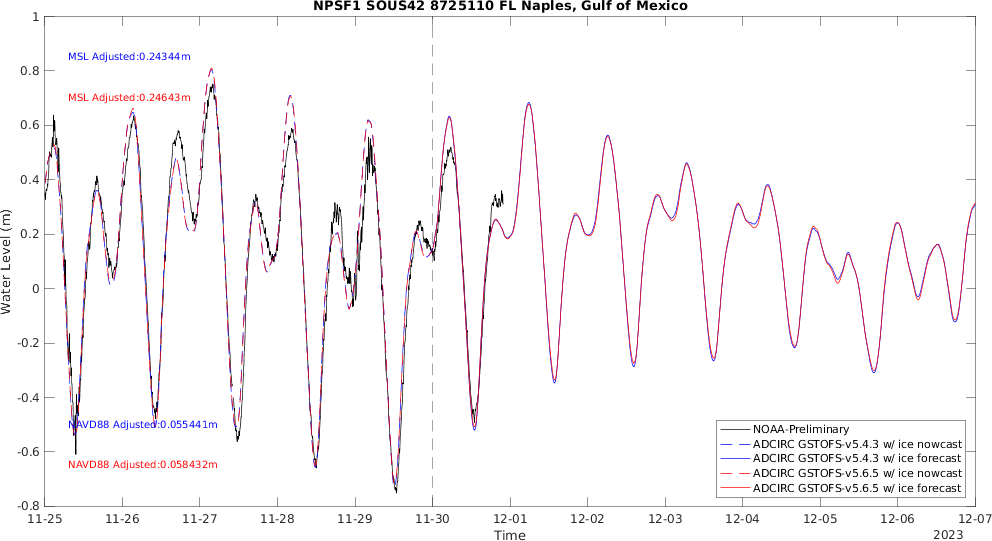 NPSF1 SOUS42 8725110 FL Naples, Gulf of Mexico
1
0.8
0.6
0.4
0.2
0
-0.2
-0.4
-0.6
-0.8
Water Level (m)
MSL Adjusted:0.24344m
MSL Adjusted:0.24643m
NAVD88 Adjusted:0.055441m
NAVD88 Adjusted:0.058432m
NOAA-Preliminary
ADCIRC GSTOFS-v5.4.3 w/ ice nowcast
ADCIRC GSTOFS-v5.4.3 w/ ice forecast
ADCIRC GSTOFS-v5.6.5 w/ ice nowcast
ADCIRC GSTOFS-v5.6.5 w/ ice forecast
11-25 11-26 11-27 11-28 11-29 11-30 12-01 12-02 12-03 12-04 12-05 12-06 12-07
Time
2023